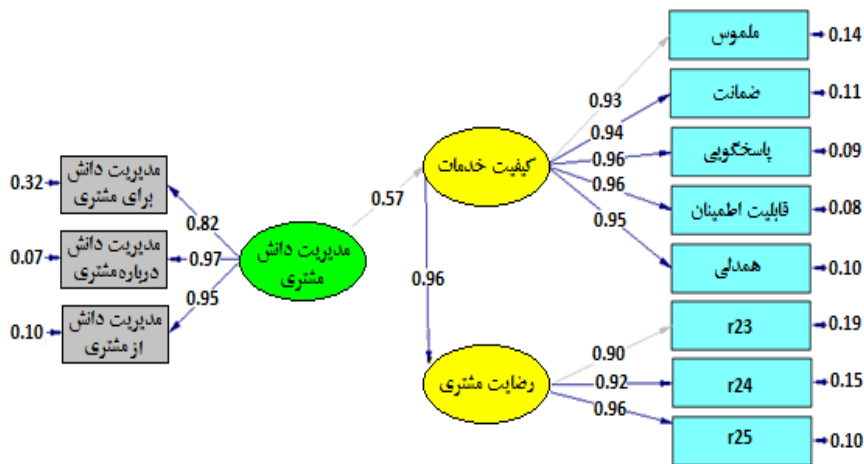 ملموس
0.14
0.93
ضمانت
0.11
0.94
پاسخگویی
0.09
0.96
قابلیت اطمینان
0.08
0.96
همدلی
0.10
0.95
کیفیت خدمات
0.57
مدیریت دانش
برای مشتری
0.32
0.82
مدیریت دانش
درباره مشتری
0.07
0.97
مدیریت دانش
از مشتری
0.10
0.95
مدیریت دانش
مشتری
0.96
رضایت مشتری
r23
0.19
0.90
r24
0.15
0.92
r25
0.10
0.96